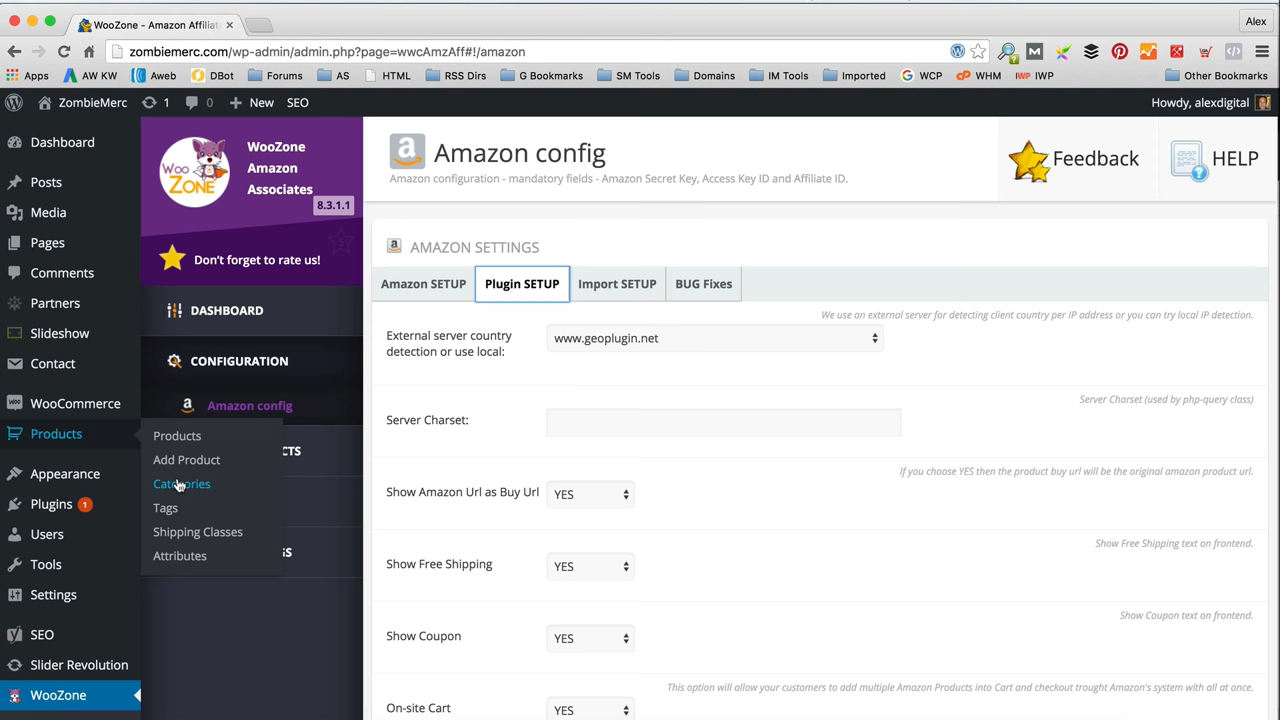 WooZone - Amazon Affiliat
Alex
zombiemerc.com/wp-admin/admin.php?page=wwcAmzAff#!/amazon
Apps AW KW Aweb DBot Forums AS HTML RSS Dirs G Bookmarks SM Tools Domains IM Tools Imported WCP WHM IWP IWP Other Bookmarks
ZombieMerc 1 0 New SEO Howdy, alexdigital
Dashboard
Posts
Media
Pages
Comments
Partners
Slideshow
Contact
WooCommerce
Products
Appearance
Plugins 1
Users
Tools
Settings
SEO
Slider Revolution
WooZone
Products
Add Product
Categories
Tags
Shipping Classes
Attributes
Woo ZONE
WooZone
Amazon
Associates
8.3.1.1
Don't forget to rate us!
DASHBOARD
CONFIGURATION
Amazon config
CTS
GS
Amazon config
Amazon configuration - mandatory fields - Amazon Secret Key, Access Key ID and Affiliate ID.
Feedback
HELP
AMAZON SETTINGS
Amazon SETUP Plugin SETUP Import SETUP BUG Fixes
We use an external server for detecting client country per IP address or you can try local IP detection.
External server country
detection or use local:
www.geoplugin.net
Server Charset (used by php-query class)
Server Charset:
If you choose YES then the product buy url will be the original amazon product url.
Show Amazon Url as Buy Url YES
Show Free Shipping text on frontend.
Show Free Shipping YES
Show Coupon text on frontend.
Show Coupon YES
This option will allow your customers to add multiple Amazon Products into Cart and checkout trought Amazon's system with all at once.
On-site Cart YES